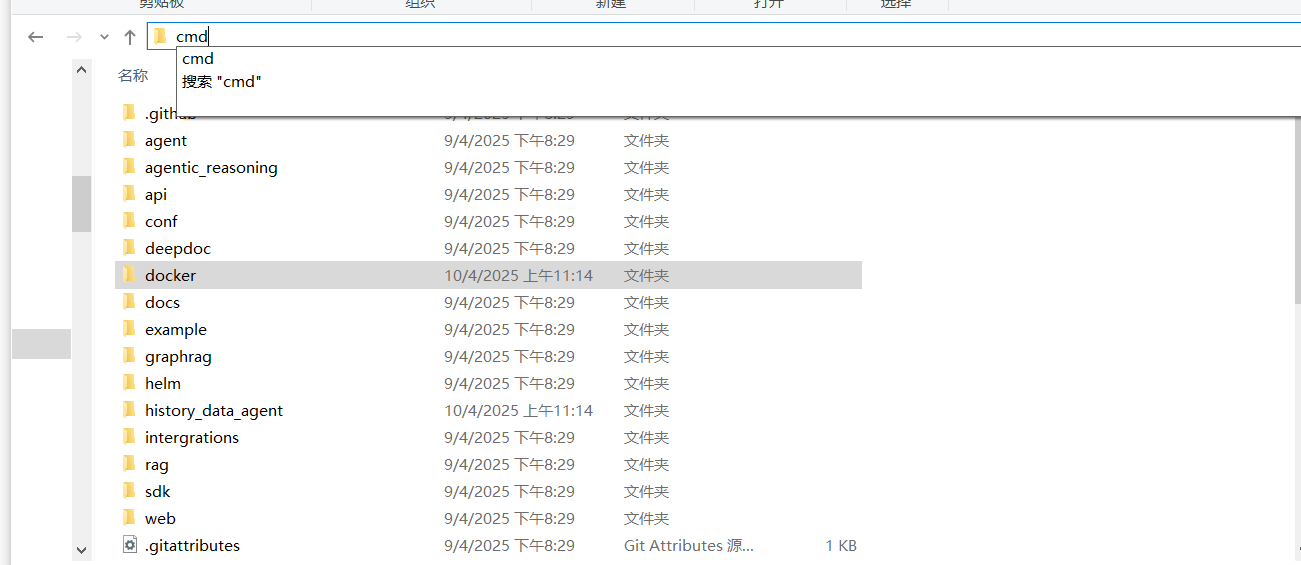 剪贴板 组织 新建 打开 选择
cmd
cmd
搜索 "cmd"
名称
.github 9/4/2025 下午8:29 文件夹
agent 9/4/2025 下午8:29 文件夹
agentic_reasoning 9/4/2025 下午8:29 文件夹
api 9/4/2025 下午8:29 文件夹
conf 9/4/2025 下午8:29 文件夹
deepdoc 9/4/2025 下午8:29 文件夹
docker 10/4/2025 上午11:14 文件夹
docs 9/4/2025 下午8:29 文件夹
example 9/4/2025 下午8:29 文件夹
graphrag 9/4/2025 下午8:29 文件夹
helm 9/4/2025 下午8:29 文件夹
history_data_agent 10/4/2025 上午11:14 文件夹
intergrations 9/4/2025 下午8:29 文件夹
rag 9/4/2025 下午8:29 文件夹
sdk 9/4/2025 下午8:29 文件夹
web 9/4/2025 下午8:29 文件夹
.gitattributes 9/4/2025 下午8:29 Git Attributes 源... 1 KB